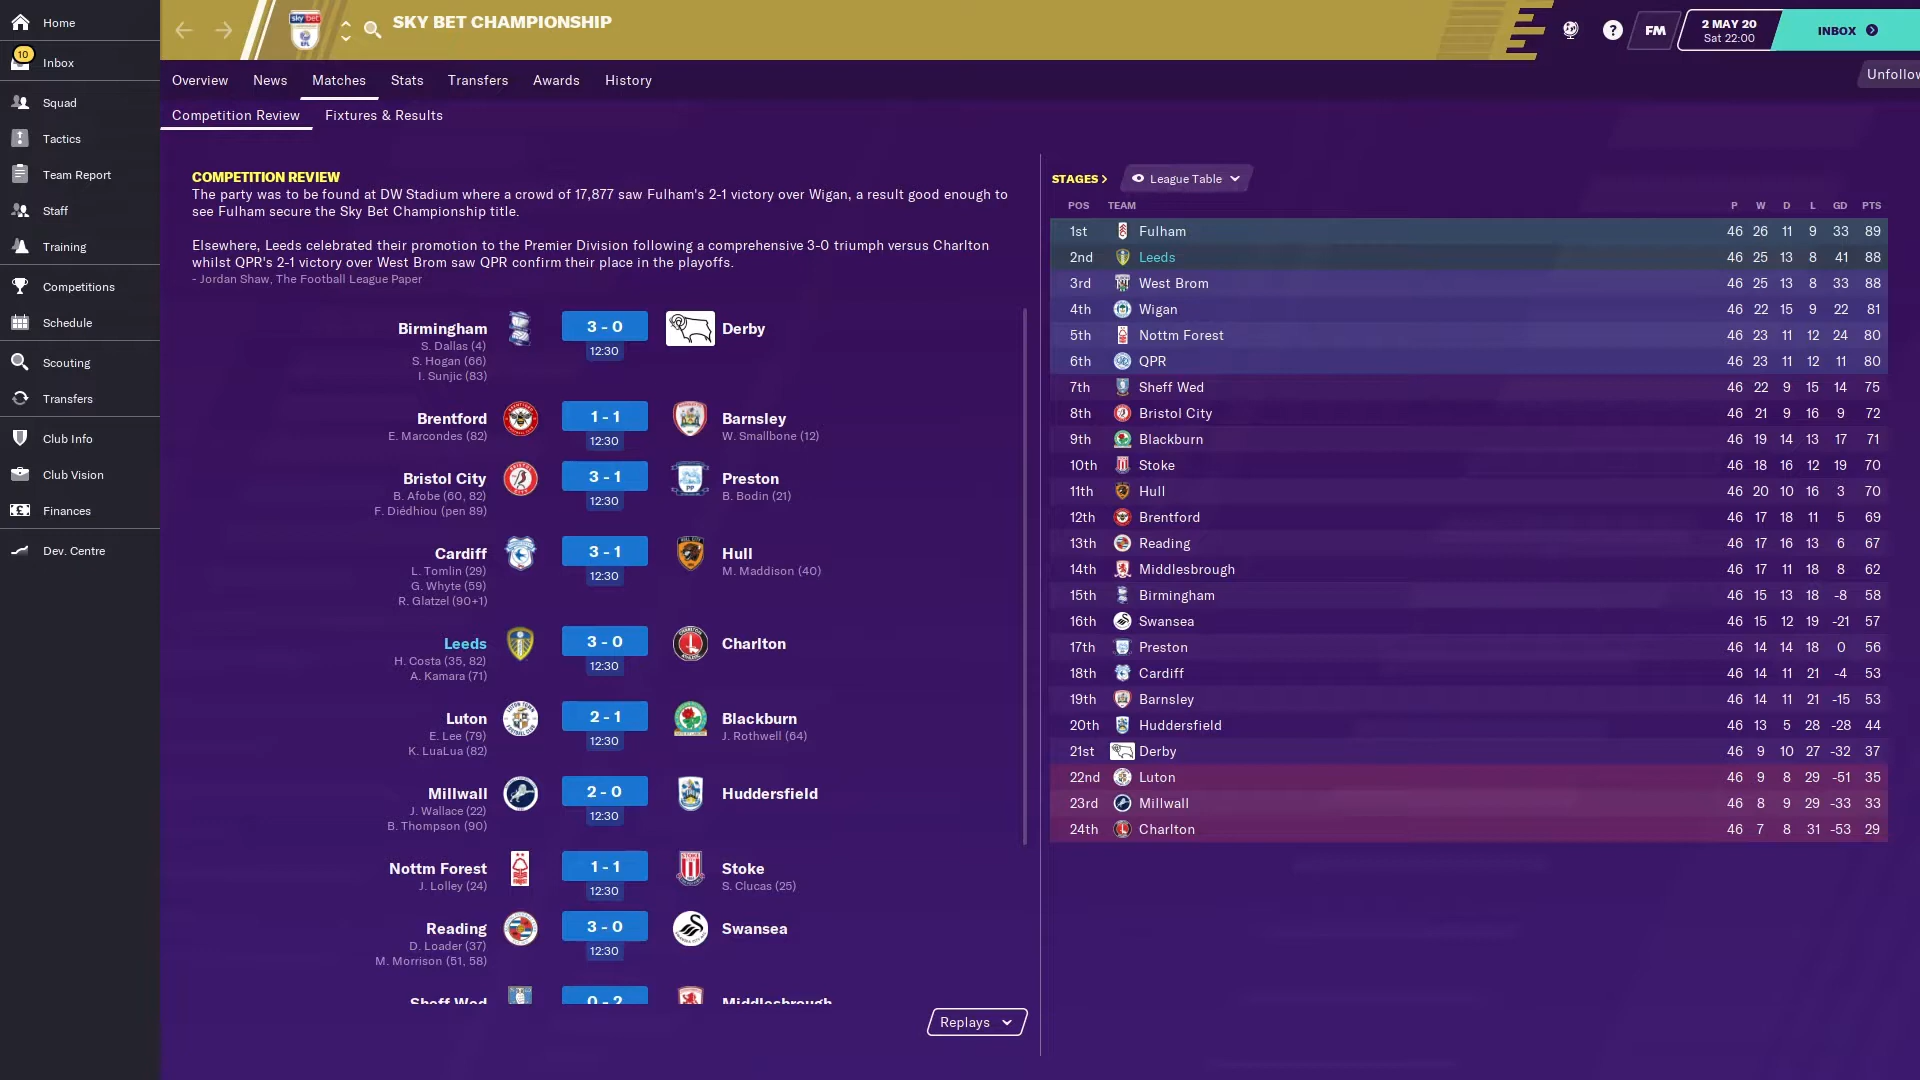 Home
10
Inbox
Squad
Tactics
Team Report
Staff
Training
Competitions
Schedule
Scouting
Transfers
Club Info
Club Vision
Finances
Dev. Centre
sky bet
EFL
SKY BET CHAMPIONSHIP
?
FM
2 MAY 20
Sat 22:00
INBOX
Overview News Matches Stats Transfers Awards History
Unfollow
Competition Review Fixtures & Results
COMPETITION REVIEW
The party was to be found at DW Stadium where a crowd of 17,877 saw Fulham's 2-1 victory over Wigan, a result good enough to
see Fulham secure the Sky Bet Championship title.
Elsewhere, Leeds celebrated their promotion to the Premier Division following a comprehensive 3-0 triumph versus Charlton
whilst QPR's 2-1 victory over West Brom saw QPR confirm their place in the playoffs.
- Jordan Shaw, The Football League Paper
Birmingham 3 - 0 Derby
S. Dallas (4) 12:30
S. Hogan (66)
I. Sunjic (83)
Brentford 1 - 1 Barnsley
E. Marcondes (82) 12:30 W. Smallbone (12)
Bristol City 3 - 1 Preston
B. Afobe (60, 82) 12:30 B. Bodin (21)
F. Diédhiou (pen 89)
Cardiff 3 - 1 Hull
L. Tomlin (29) 12:30 M. Maddison (40)
G. Whyte (59)
R. Glatzel (90+1)
Leeds 3 - 0 Charlton
H. Costa (35, 82) 12:30
A. Kamara (71)
Luton 2 - 1 Blackburn
E. Lee (79) 12:30 J. Rothwell (64)
K. LuaLua (82)
Millwall 2 - 0 Huddersfield
J. Wallace (22) 12:30
B. Thompson (90)
Nottm Forest 1 - 1 Stoke
J. Lolley (24) 12:30 S. Clucas (25)
Reading 3 - 0 Swansea
D. Loader (37) 12:30
M. Morrison (51, 58)
Sheff Wed 0 - 2 Middlesbrough
Replays
STAGES > League Table
POS TEAM P W D L GD PTS
1st Fulham 46 26 11 9 33 89
2nd Leeds 46 25 13 8 41 88
3rd West Brom 46 25 13 8 33 88
4th Wigan 46 22 15 9 22 81
5th Nottm Forest 46 23 11 12 24 80
6th QPR 46 23 11 12 11 80
7th Sheff Wed 46 22 9 15 14 75
8th Bristol City 46 21 9 16 9 72
9th Blackburn 46 19 14 13 17 71
10th Stoke 46 18 16 12 19 70
11th Hull 46 20 10 16 3 70
12th Brentford 46 17 18 11 5 69
13th Reading 46 17 16 13 6 67
14th Middlesbrough 46 17 11 18 8 62
15th Birmingham 46 15 13 18 -8 58
16th Swansea 46 15 12 19 -21 57
17th Preston 46 14 14 18 0 56
18th Cardiff 46 14 11 21 -4 53
19th Barnsley 46 14 11 21 -15 53
20th Huddersfield 46 13 5 28 -28 44
21st Derby 46 9 10 27 -32 37
22nd Luton 46 9 8 29 -51 35
23rd Millwall 46 8 9 29 -33 33
24th Charlton 46 7 8 31 -53 29